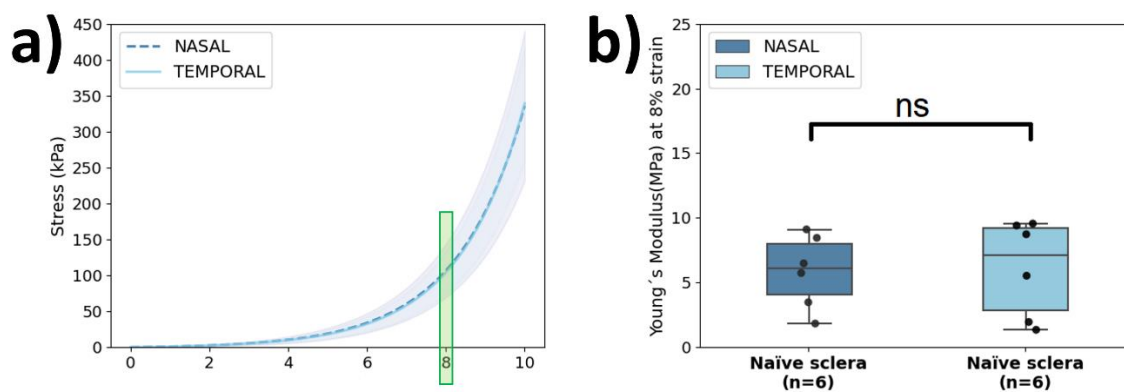 a)
450
400
350
300
250
200
150
100
50
0
Stress (kPa)
NASAL
TEMPORAL
0 2 4 6 8 10
b)
25
20
15
10
5
0
Young´s Modulus(MPa) at 8% strain
NASAL
TEMPORAL
ns
Naïve sclera
(n=6)
Naïve sclera
(n=6)